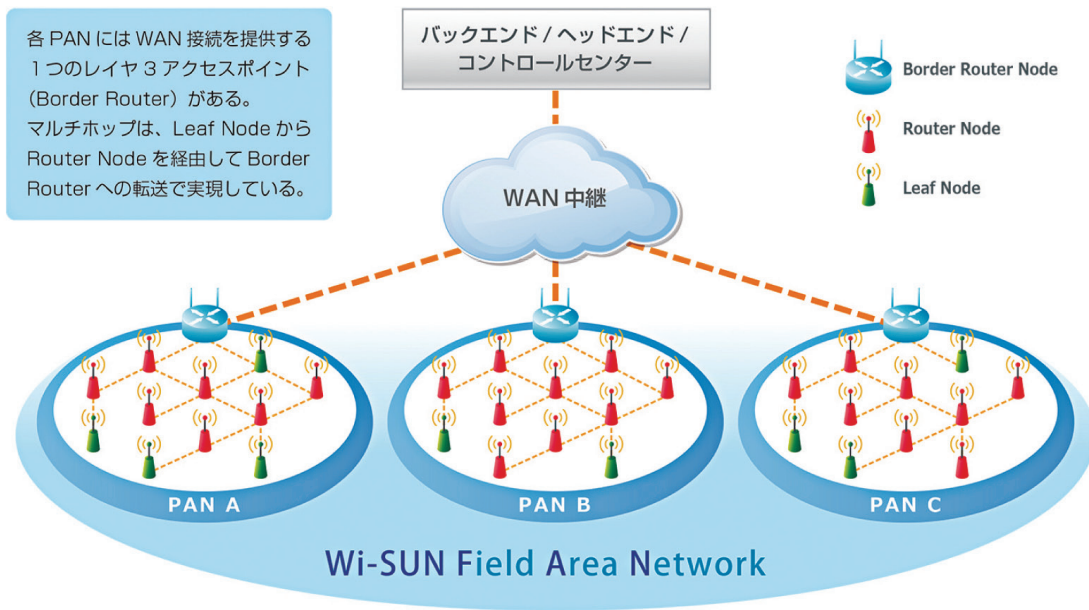 各 PAN には WAN 接続を提供する
1つのレイヤ 3 アクセスポイント
（Border Router）がある。
マルチホップは、Leaf Node から
Router Node を経由して Border
Router への転送で実現している。
バックエンド / ヘッドエンド /
コントロールセンター
Border Router Node
Router Node
Leaf Node
WAN 中継
PAN A
PAN B
PAN C
Wi-SUN Field Area Network